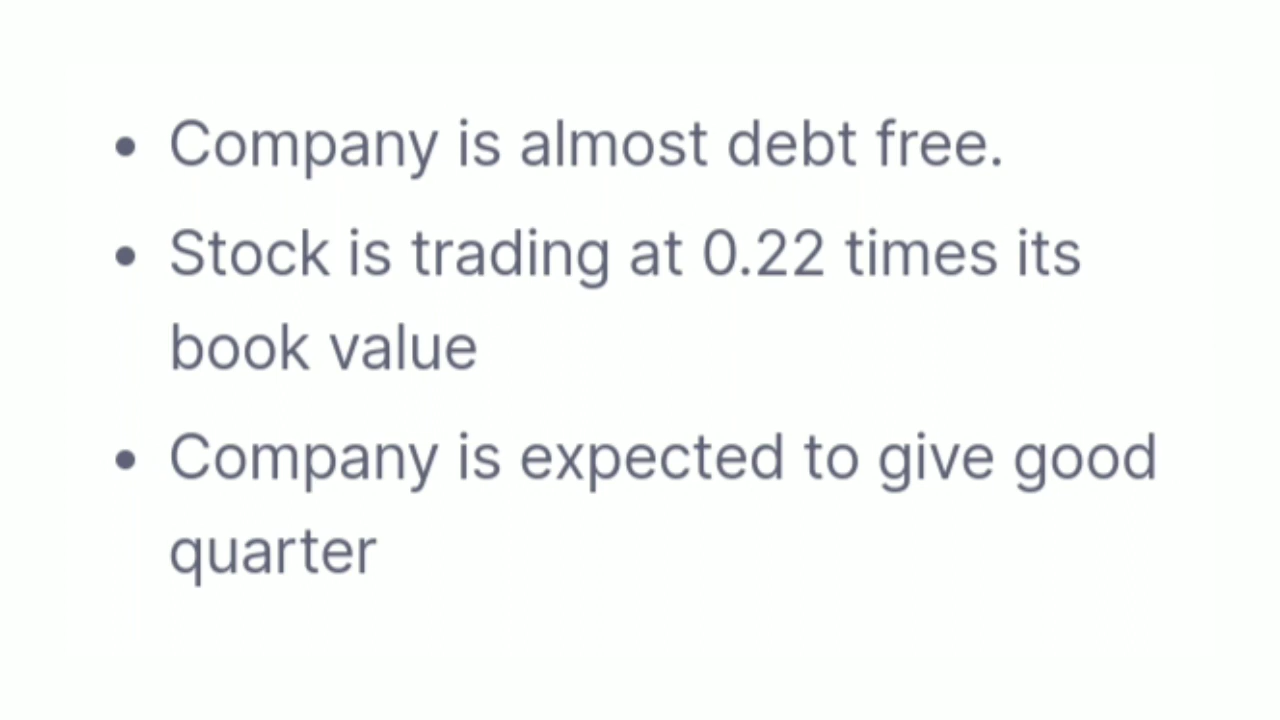 • Company is almost debt free.
• Stock is trading at 0.22 times its
book value
• Company is expected to give good
quarter